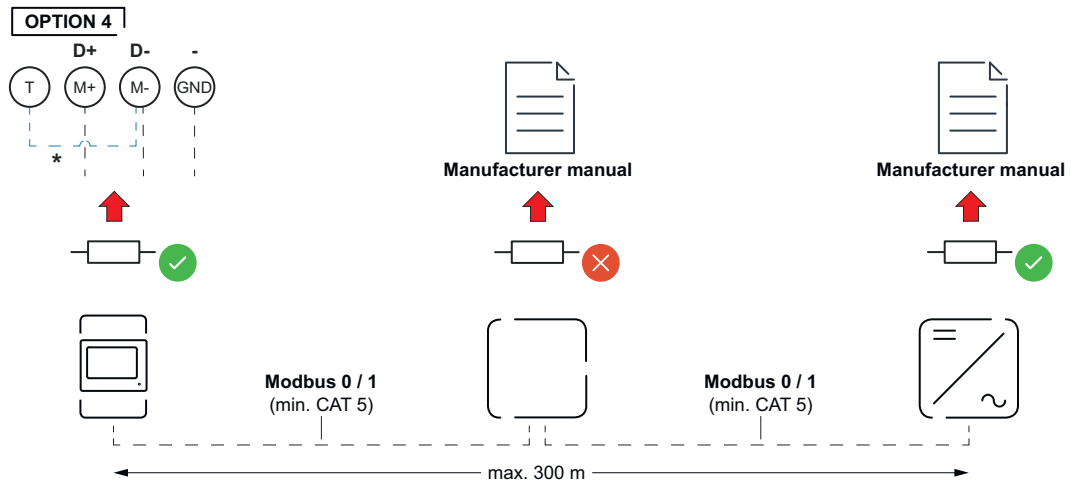 OPTION 4
D+ D- -
T M+ M- GND
*
Manufacturer manual
Manufacturer manual
Modbus 0 / 1
(min. CAT 5)
Modbus 0 / 1
(min. CAT 5)
max. 300 m